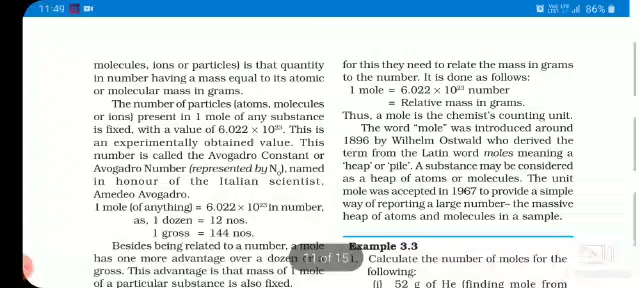 11:49
86%
molecules, ions or particles) is that quantity
in number having a mass equal to its atomic
or molecular mass in grams.
The number of particles (atoms, molecules
or ions) present in 1 mole of any substance
is fixed, with a value of 6.022 × 10²³. This is
an experimentally obtained value. This
number is called the Avogadro Constant or
Avogadro Number (represented by N₀), named
in honour of the Italian scientist,
Amedeo Avogadro.
1 mole (of anything) = 6.022 × 10²³ in number,
as, 1 dozen = 12 nos.
1 gross = 144 nos.
Besides being related to a number, a mole
has one more advantage over a dozen or a
gross. This advantage is that mass of 1 mole
of a particular substance is also fixed.
for this they need to relate the mass in grams
to the number. It is done as follows:
1 mole = 6.022 × 10²³ number
= Relative mass in grams.
Thus, a mole is the chemist's counting unit.
The word “mole” was introduced around
1896 by Wilhelm Ostwald who derived the
term from the Latin word moles meaning a
‘heap’ or ‘pile’. A substance may be considered
as a heap of atoms or molecules. The unit
mole was accepted in 1967 to provide a simple
way of reporting a large number– the massive
heap of atoms and molecules in a sample.
Example 3.3
1. Calculate the number of moles for the
following:
(i) 52 g of He (finding mole from
11 of 15